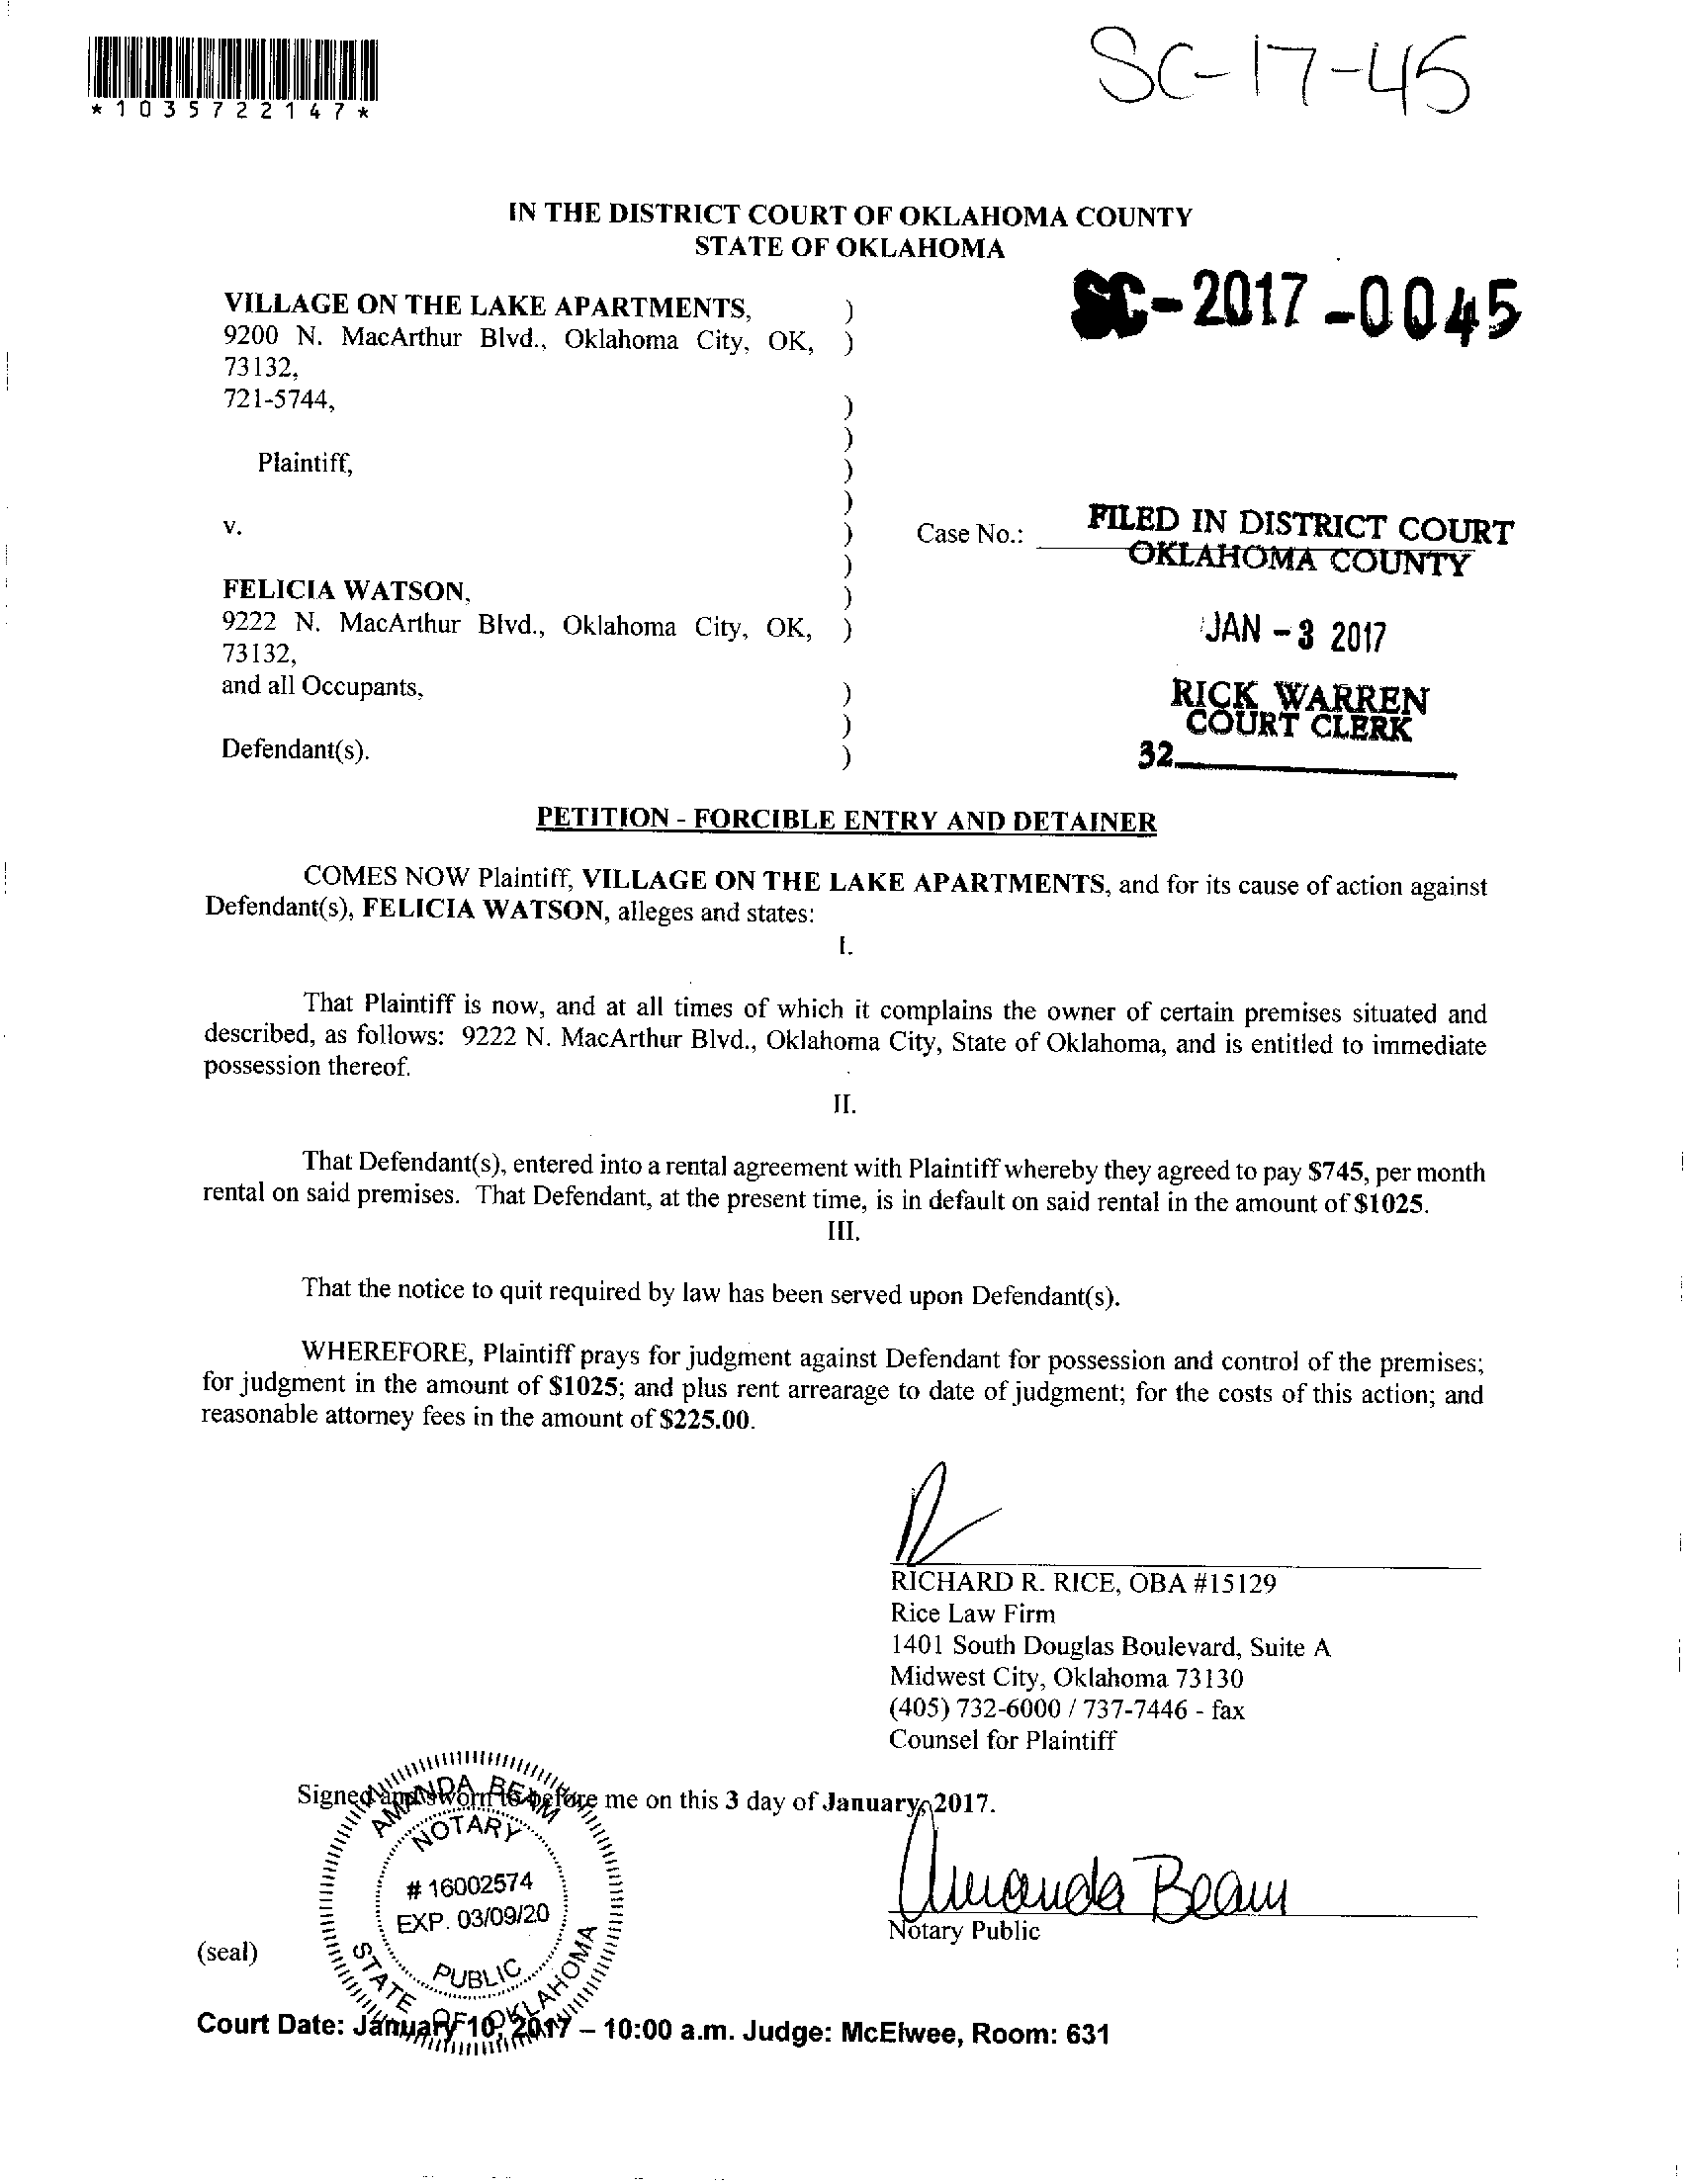 SC-17-45
*1035722147*
IN THE DISTRICT COURT OF OKLAHOMA COUNTY
STATE OF OKLAHOMA
SC-2017-0045
VILLAGE ON THE LAKE APARTMENTS, )
9200 N. MacArthur Blvd., Oklahoma City, OK, )
73132,
721-5744, )
)
Plaintiff, )
)
v. ) Case No.:
FILED IN DISTRICT COURT
OKLAHOMA COUNTY
)
FELICIA WATSON, )
9222 N. MacArthur Blvd., Oklahoma City, OK, )
JAN -3 2017
73132,
and all Occupants, )
RICK WARREN
COURT CLERK
)
Defendant(s). )
32
PETITION - FORCIBLE ENTRY AND DETAINER
COMES NOW Plaintiff, VILLAGE ON THE LAKE APARTMENTS, and for its cause of action against
Defendant(s), FELICIA WATSON, alleges and states:
I.
That Plaintiff is now, and at all times of which it complains the owner of certain premises situated and
described, as follows: 9222 N. MacArthur Blvd., Oklahoma City, State of Oklahoma, and is entitled to immediate
possession thereof.
II.
That Defendant(s), entered into a rental agreement with Plaintiff whereby they agreed to pay $745, per month
rental on said premises. That Defendant, at the present time, is in default on said rental in the amount of $1025.
III.
That the notice to quit required by law has been served upon Defendant(s).
WHEREFORE, Plaintiff prays for judgment against Defendant for possession and control of the premises;
for judgment in the amount of $1025; and plus rent arrearage to date of judgment; for the costs of this action; and
reasonable attorney fees in the amount of $225.00.
RICHARD R. RICE, OBA #15129
Rice Law Firm
1401 South Douglas Boulevard, Suite A
Midwest City, Oklahoma 73130
(405) 732-6000 / 737-7446 - fax
Counsel for Plaintiff
Signed and sworn to before me on this 3 day of January, 2017.
AMANDA BEAM
NOTARY
# 16002574
EXP. 03/09/20
PUBLIC
STATE OF OKLAHOMA
Amanda Beam
Notary Public
(seal)
Court Date: January 10, 2017 – 10:00 a.m. Judge: McElwee, Room: 631